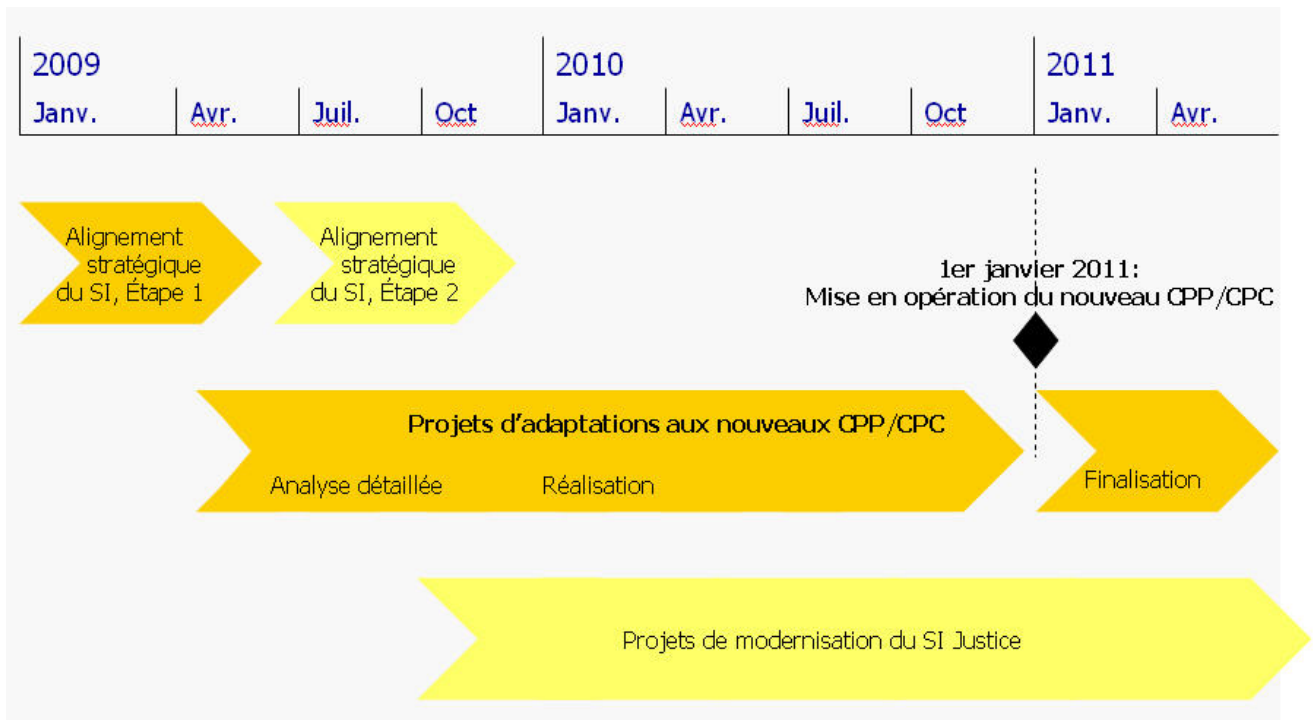 2009 2010 2011
Janv. Avr. Juil. Oct Janv. Avr. Juil. Oct Janv. Avr.
Alignement
stratégique
du SI, Étape 1
Alignement
stratégique
du SI, Étape 2
1er janvier 2011:
Mise en opération du nouveau CPP/CPC
Projets d'adaptations aux nouveaux CPP/CPC
Analyse détaillée Réalisation
Finalisation
Projets de modernisation du SI Justice